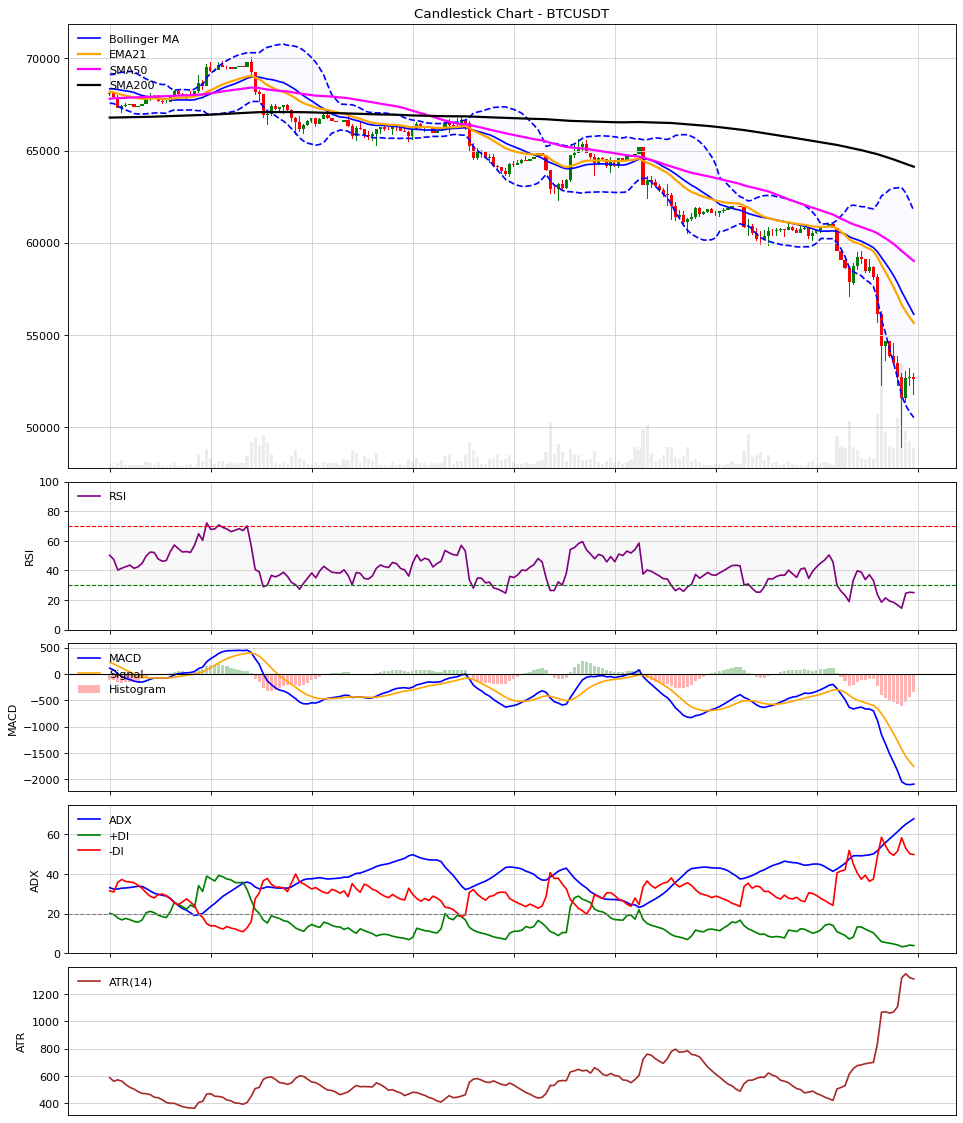 Candlestick Chart - BTCUSDT
Bollinger MA
EMA21
SMA50
SMA200
70000
65000
60000
55000
50000
RSI
RSI
100
80
60
40
20
0
MACD
Signal
Histogram
MACD
500
0
−500
−1000
−1500
−2000
ADX
+DI
-DI
ADX
60
40
20
0
ATR(14)
ATR
1200
1000
800
600
400